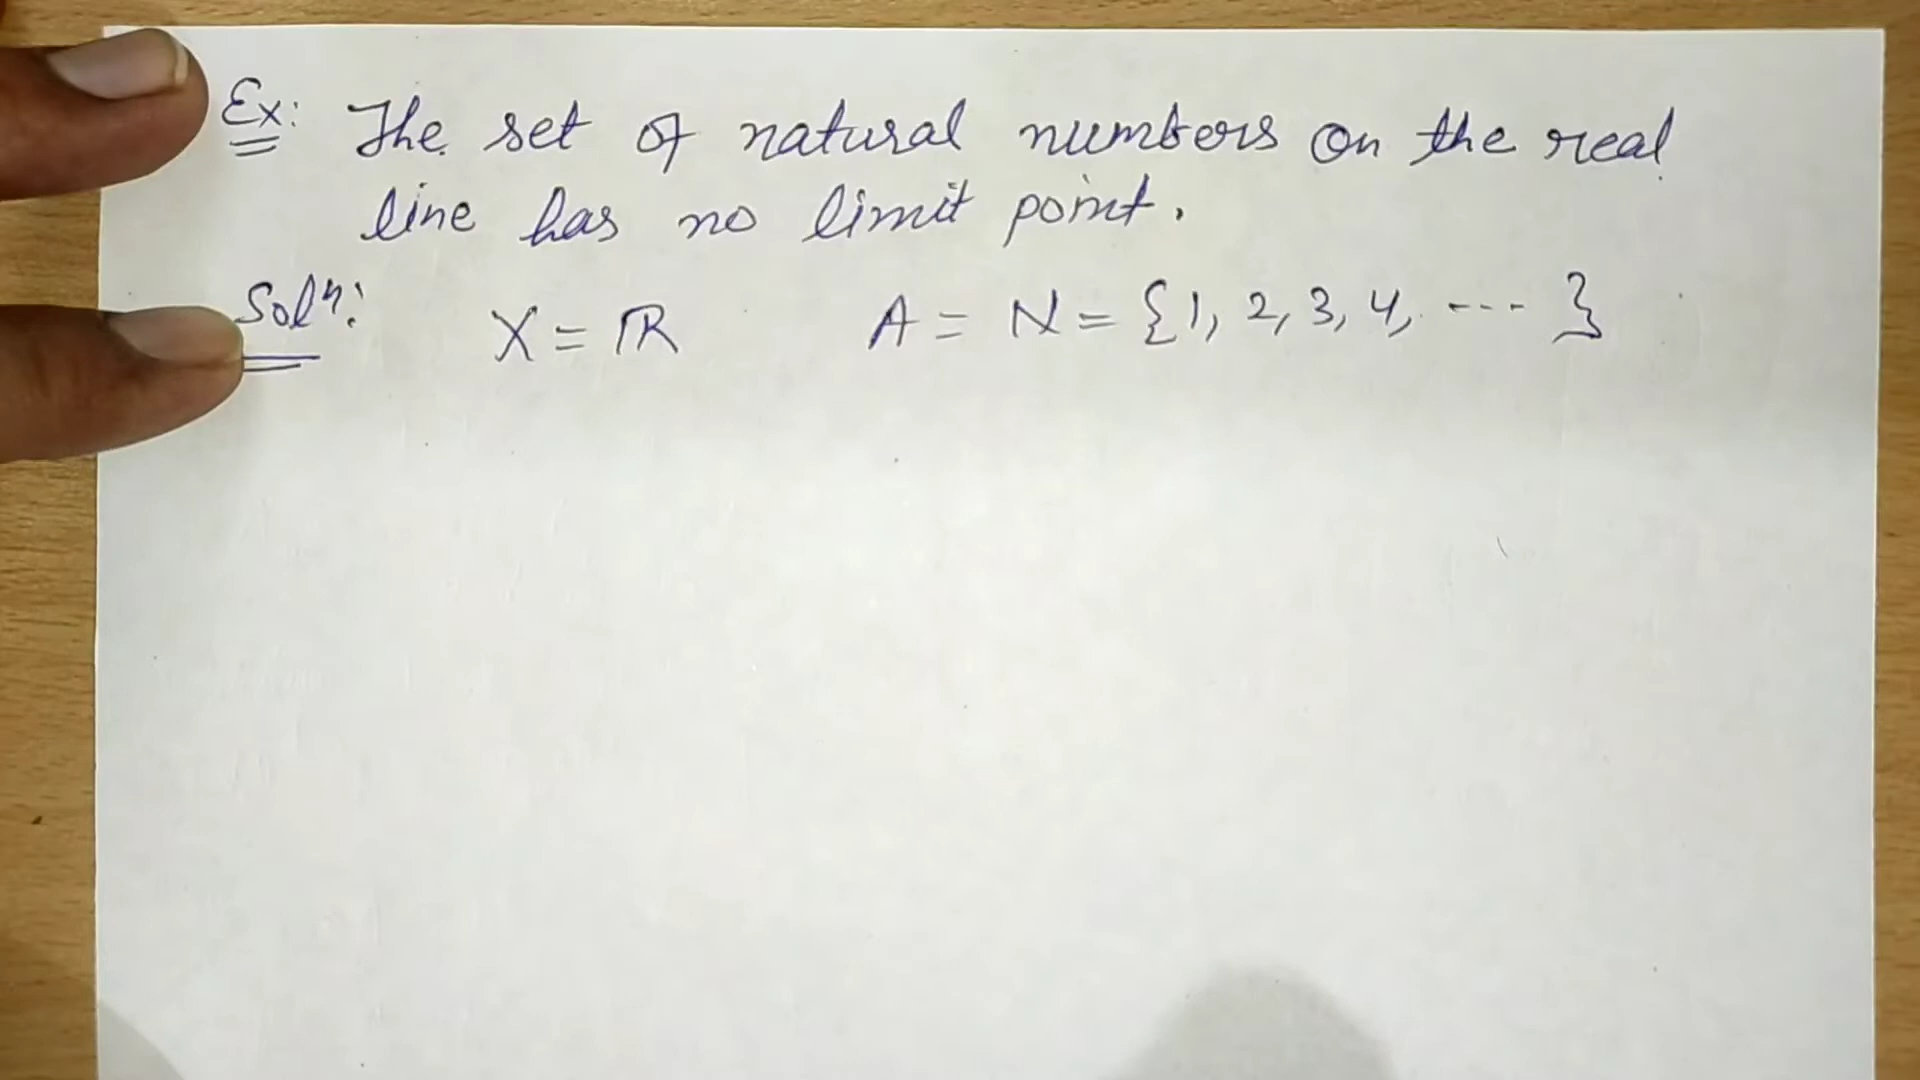 Ex: The set of natural numbers on the real
line has no limit point.
Solⁿ: X = ℝ A = N = {1, 2, 3, 4, ---- }